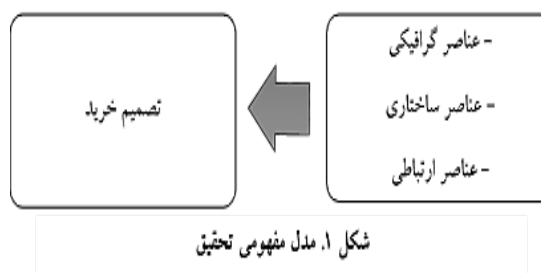 - عناصر گرافیکی
- عناصر ساختاری
- عناصر ارتباطی
تصمیم خرید
شکل ۱. مدل مفهومی تحقیق